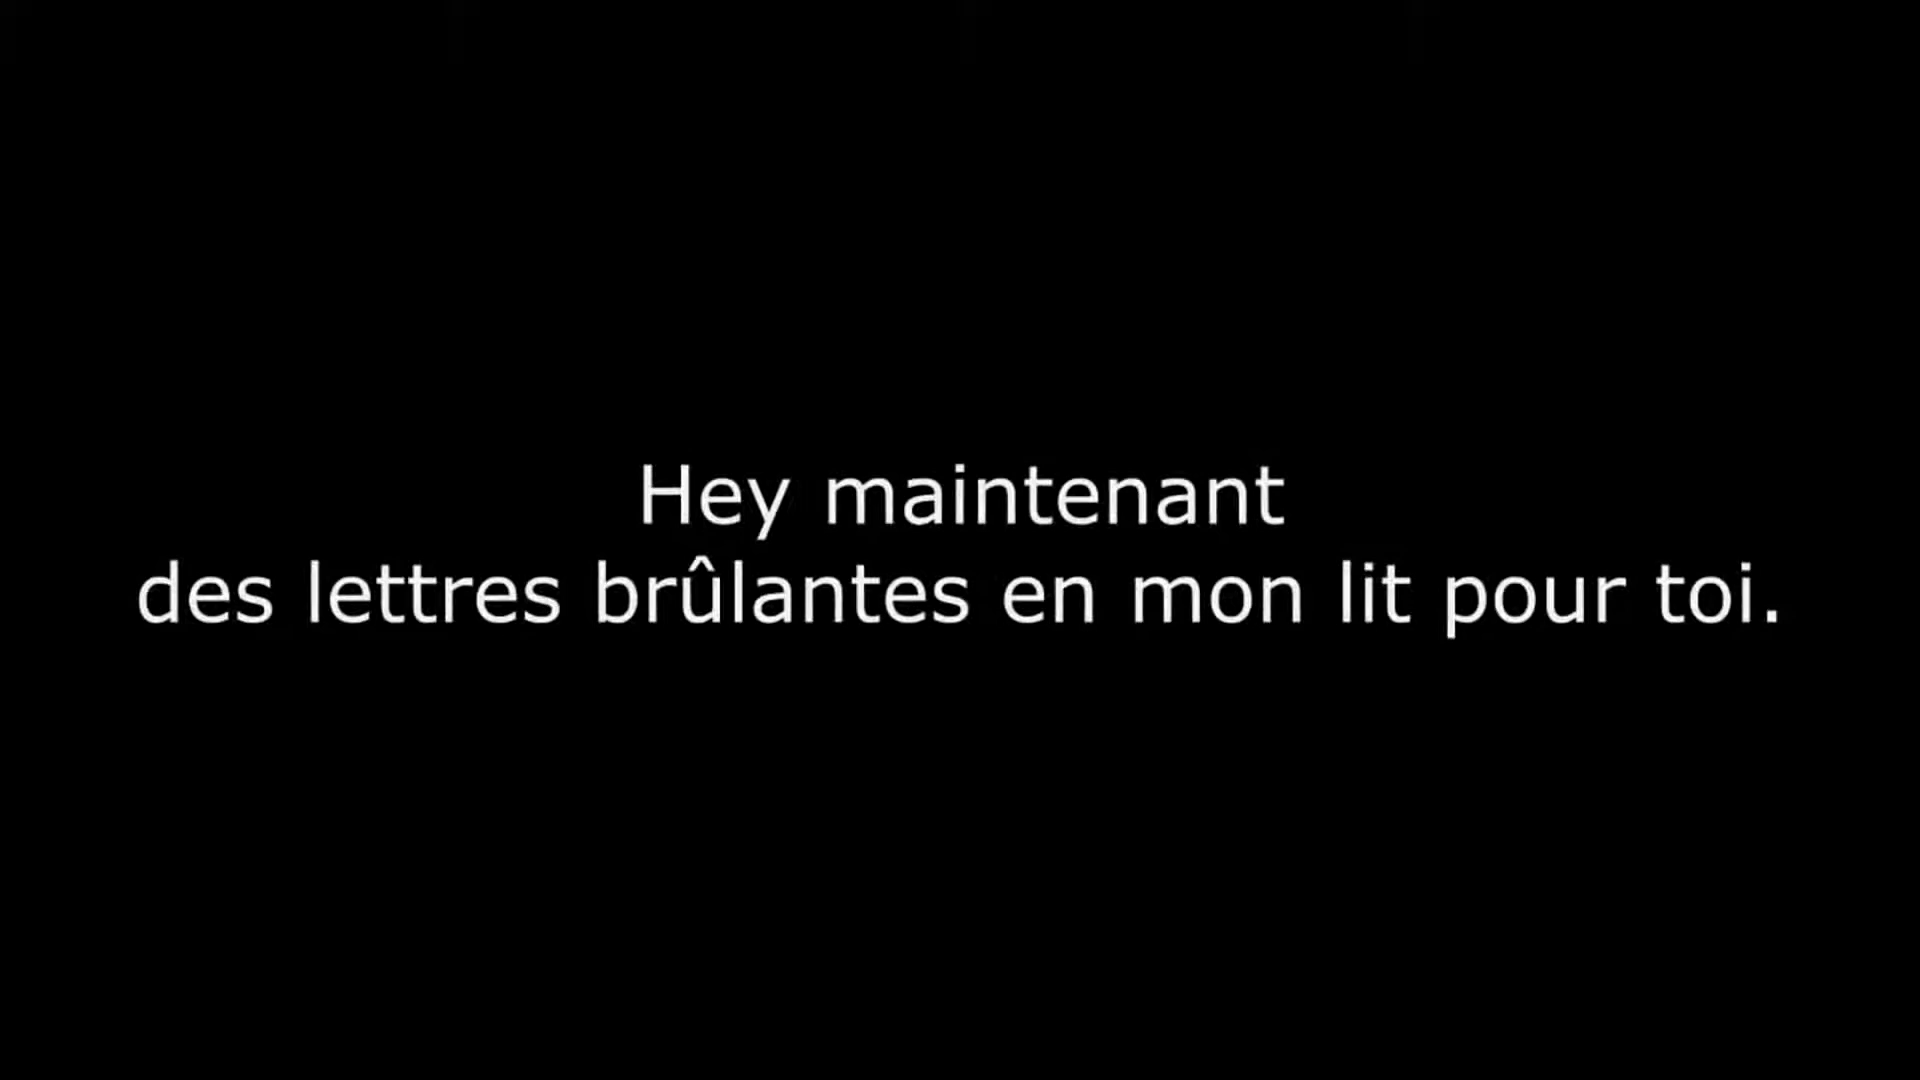 Hey maintenant
des lettres brûlantes en mon lit pour toi.